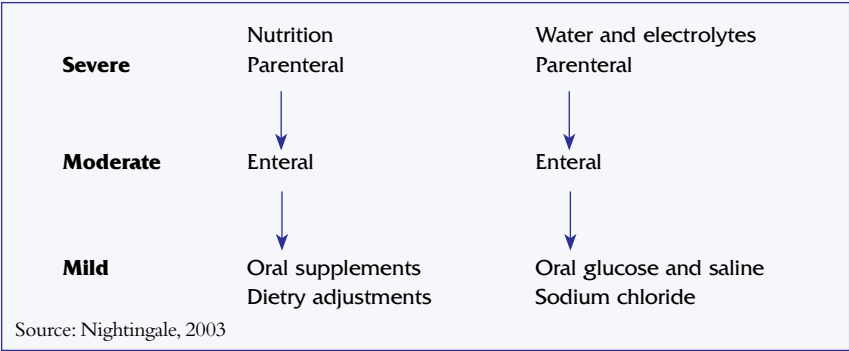 Nutrition Water and electrolytes
Severe Parenteral Parenteral
Moderate Enteral Enteral
Mild Oral supplements Oral glucose and saline
Dietry adjustments Sodium chloride
Source: Nightingale, 2003